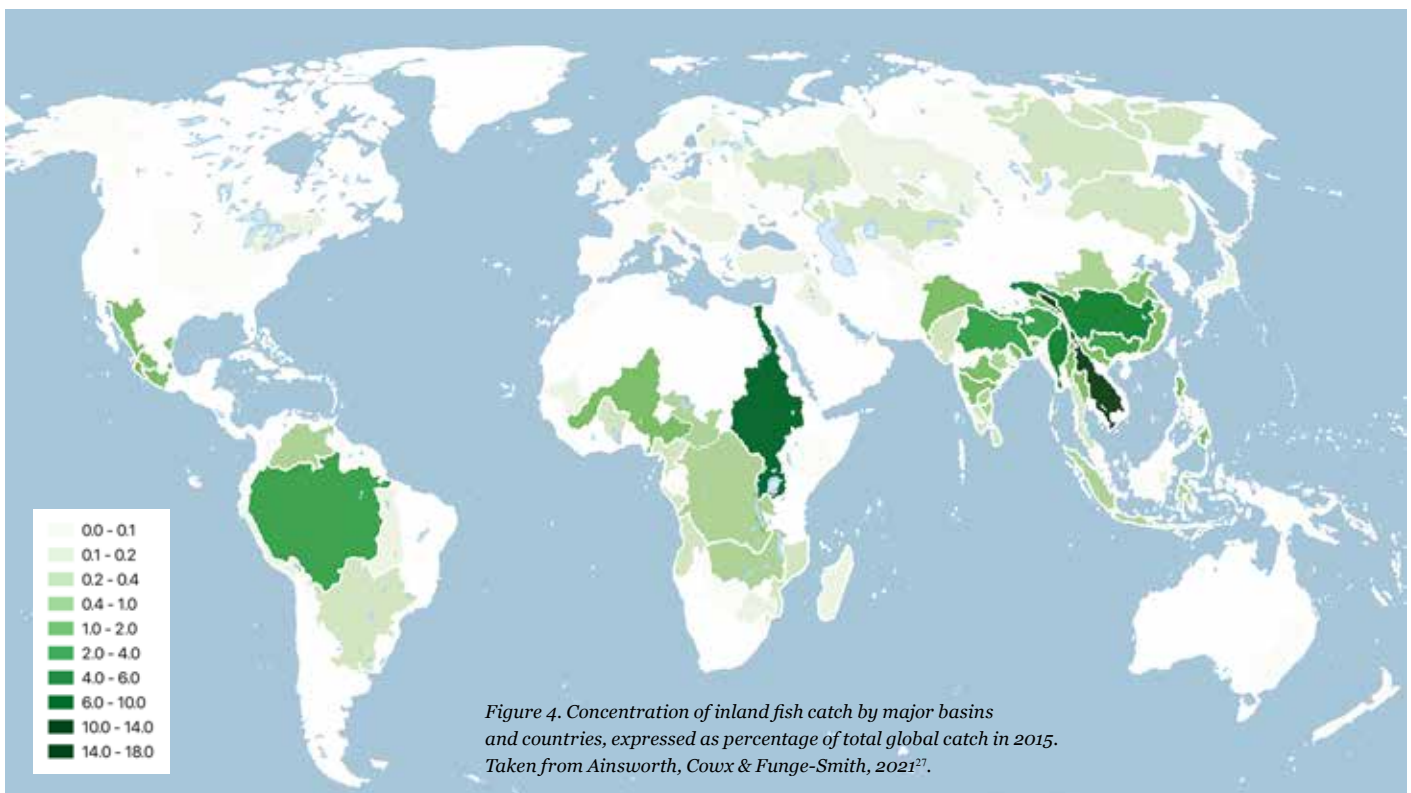 0.0 - 0.1
0.1 - 0.2
0.2 - 0.4
0.4 - 1.0
1.0 - 2.0
2.0 - 4.0
4.0 - 6.0
6.0 - 10.0
10.0 - 14.0
14.0 - 18.0
Figure 4. Concentration of inland fish catch by major basins
and countries, expressed as percentage of total global catch in 2015.
Taken from Ainsworth, Cowx & Funge-Smith, 2021²⁷.